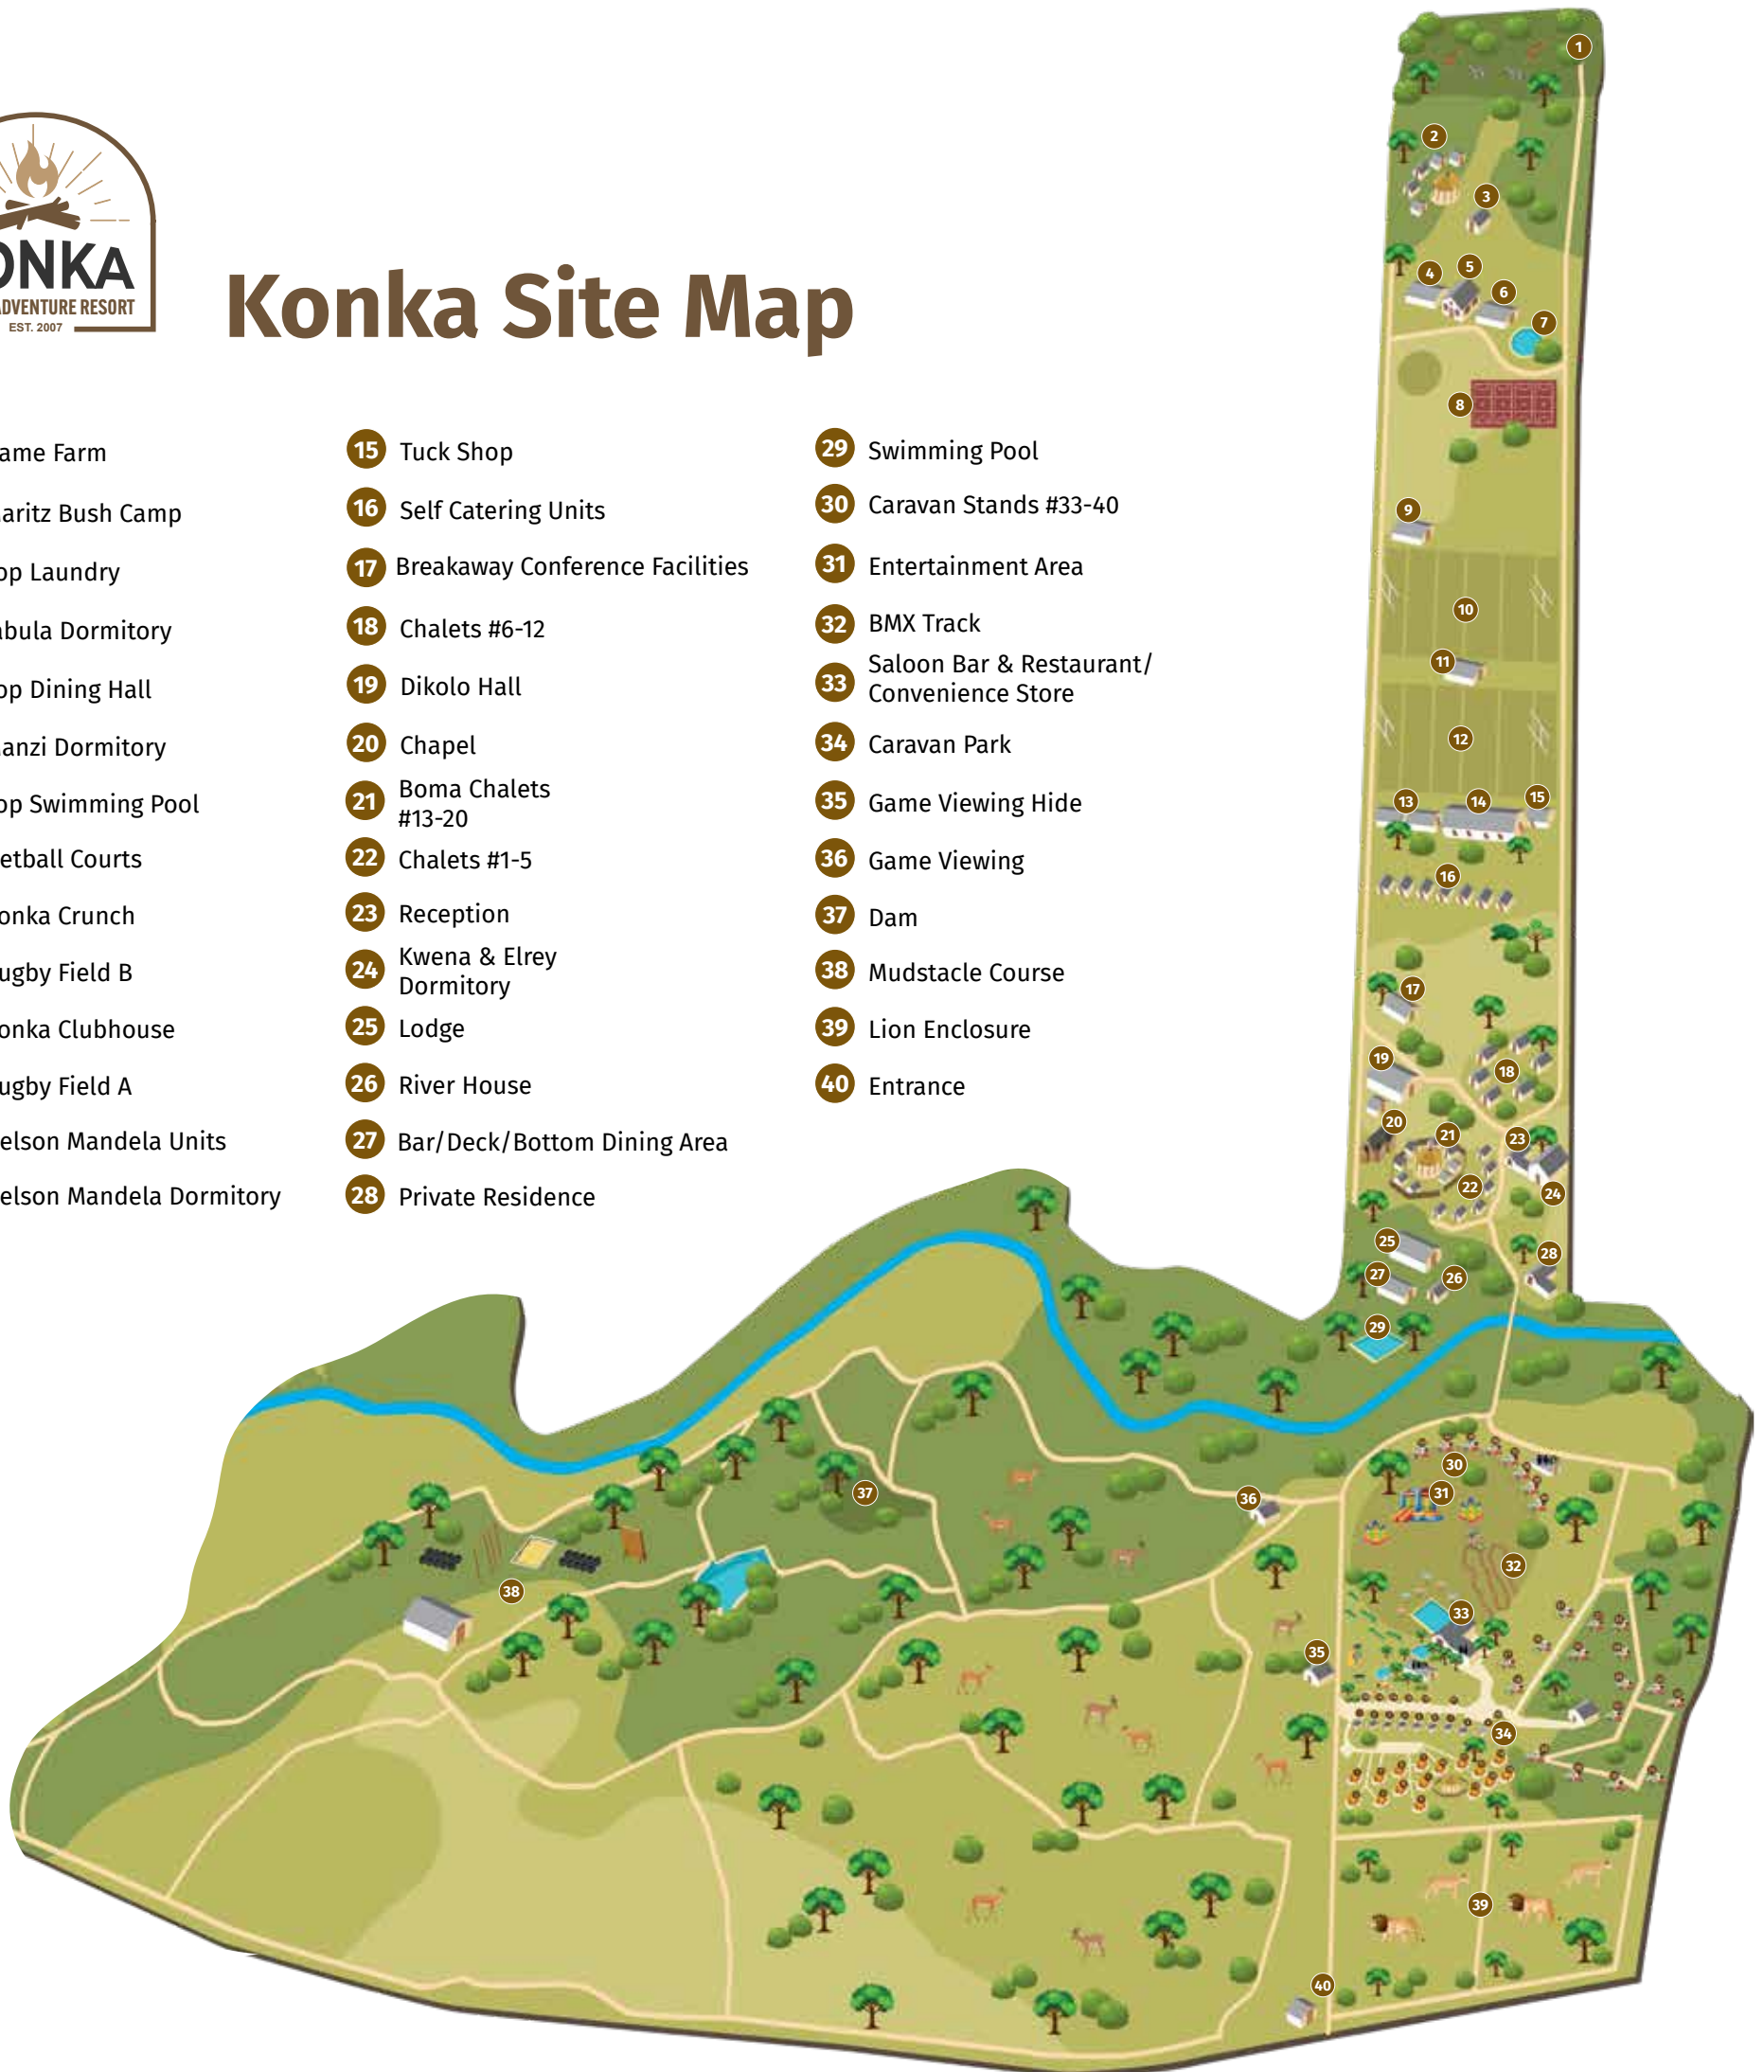 ONKA
ADVENTURE RESORT
EST. 2007
Konka Site Map
ame Farm
aritz Bush Camp
op Laundry
abula Dormitory
op Dining Hall
anzi Dormitory
op Swimming Pool
etball Courts
onka Crunch
ugby Field B
onka Clubhouse
ugby Field A
elson Mandela Units
elson Mandela Dormitory
15 Tuck Shop
16 Self Catering Units
17 Breakaway Conference Facilities
18 Chalets #6-12
19 Dikolo Hall
20 Chapel
21 Boma Chalets
#13-20
22 Chalets #1-5
23 Reception
24 Kwena & Elrey
Dormitory
25 Lodge
26 River House
27 Bar/Deck/Bottom Dining Area
28 Private Residence
29 Swimming Pool
30 Caravan Stands #33-40
31 Entertainment Area
32 BMX Track
33 Saloon Bar & Restaurant/
Convenience Store
34 Caravan Park
35 Game Viewing Hide
36 Game Viewing
37 Dam
38 Mudstacle Course
39 Lion Enclosure
40 Entrance
1
2
3
4
5
6
7
8
9
10
11
12
13
14
15
16
17
18
19
20
21
22
23
24
25
26
27
28
29
30
31
32
33
34
35
36
37
38
39
40